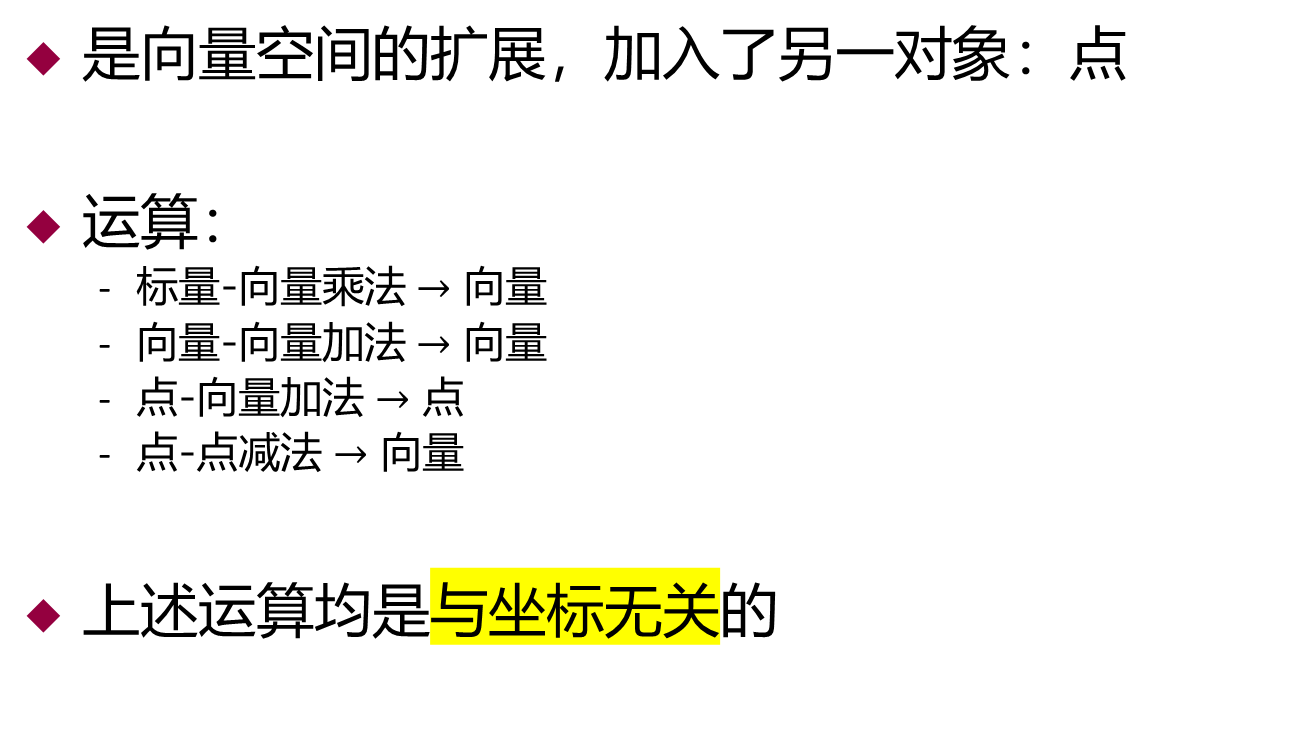 ◆ 是向量空间的扩展，加入了另一对象：点
◆ 运算：
- 标量-向量乘法 → 向量
- 向量-向量加法 → 向量
- 点-向量加法 → 点
- 点-点减法 → 向量
◆ 上述运算均是与坐标无关的